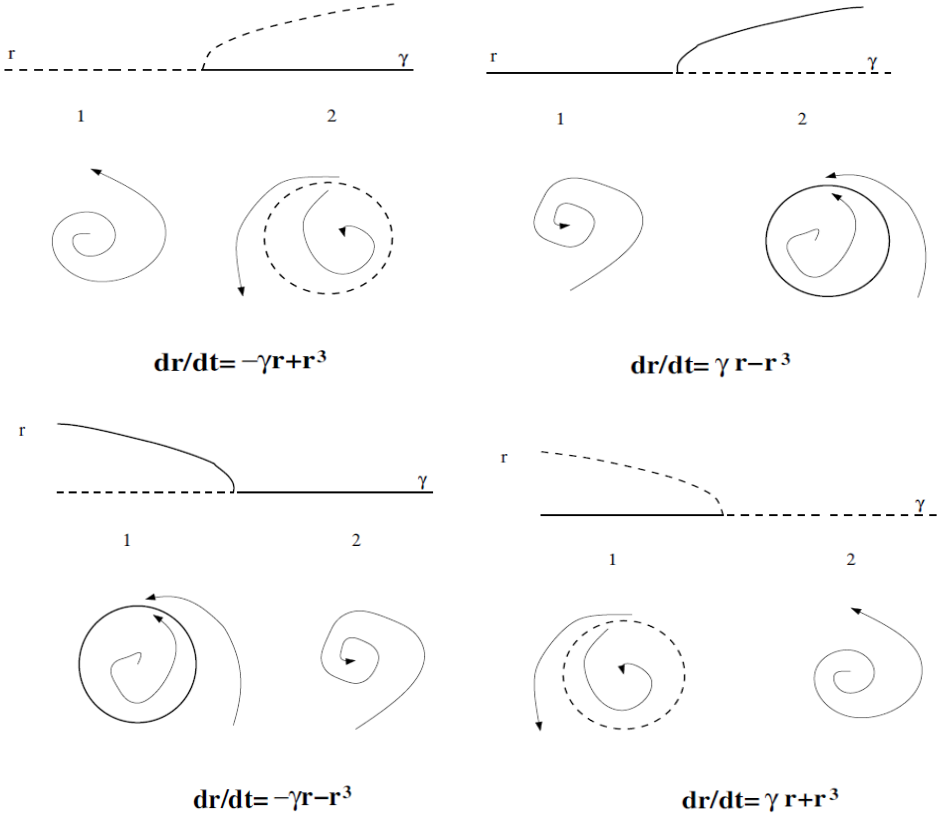 r γ
1 2
dr/dt= −γr+r³
r γ
1 2
dr/dt= γ r−r³
r γ
1 2
dr/dt= −γr−r³
r γ
1 2
dr/dt= γ r+r³